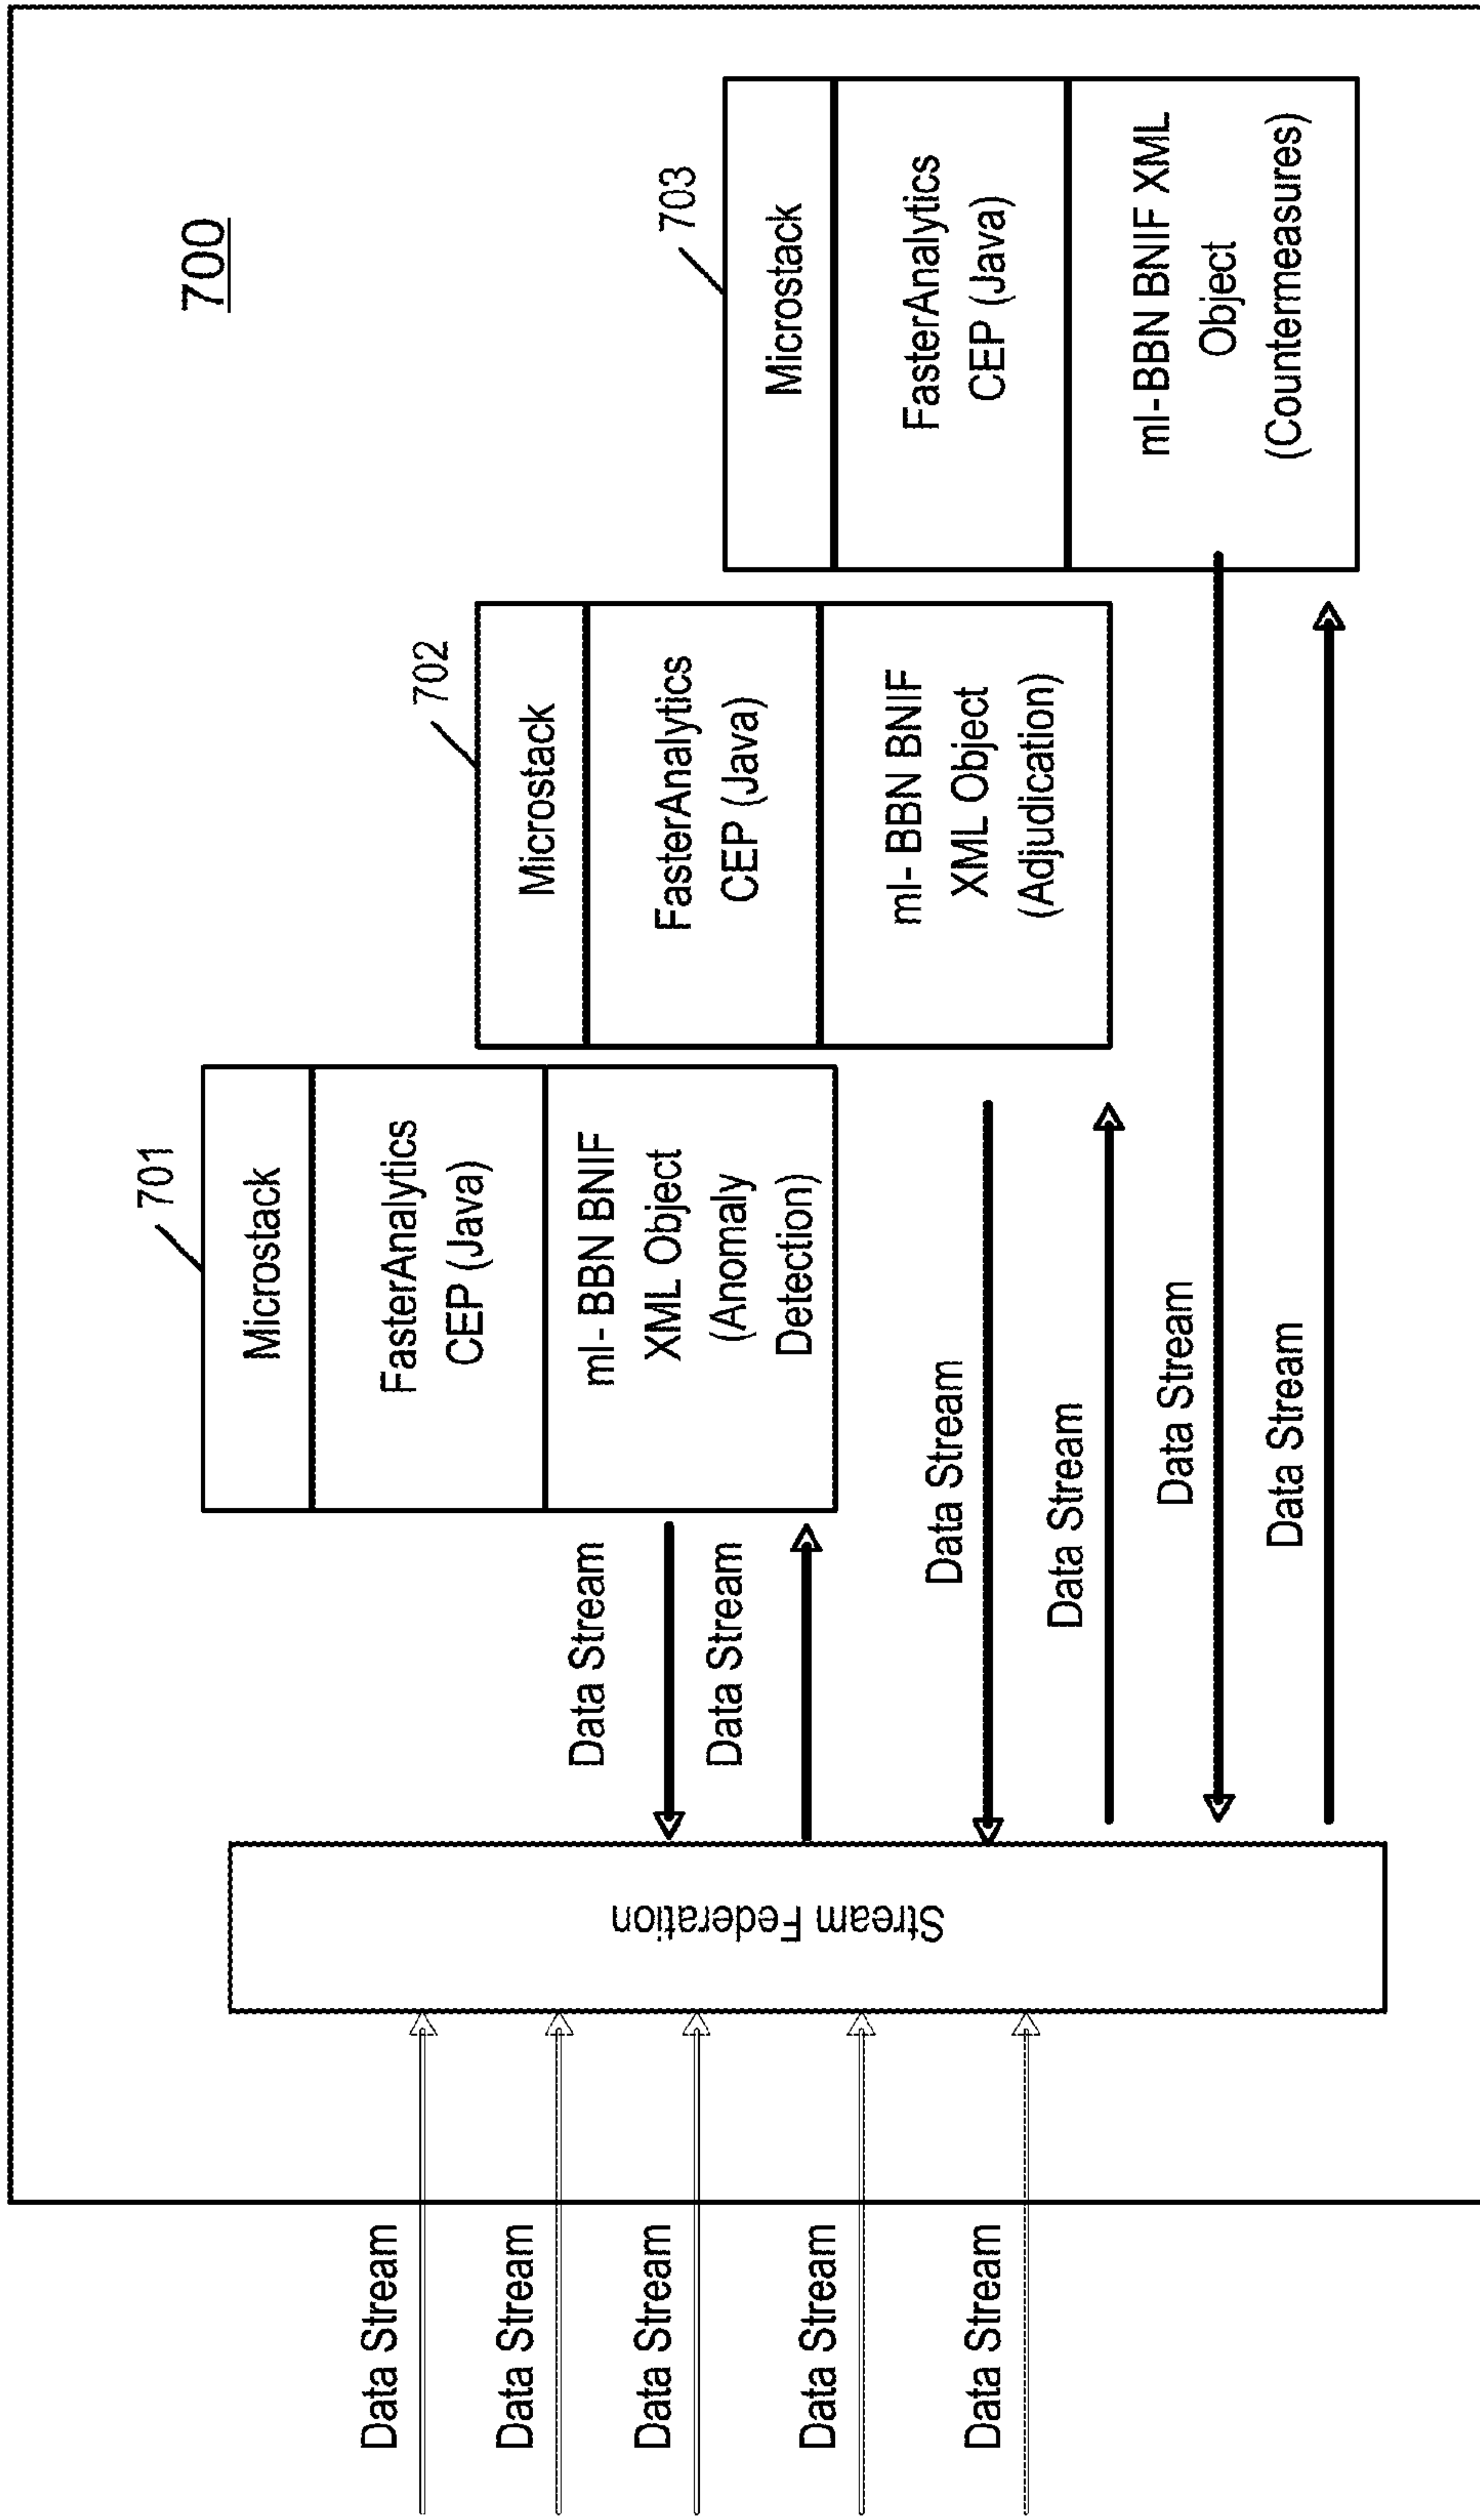 700
701
Microstack
FasterAnalytics
CEP (Java)
ml- BBN BNIF
XML Object
(Anomaly
Detection)
702
Microstack
FasterAnalytics
CEP (Java)
ml- BBN BNIF
XML Object
(Adjudication)
703
Microstack
FasterAnalytics
CEP (Java)
ml- BBN BNIF XML
Object
(Countermeasures)
Data Stream
Data Stream
Data Stream
Data Stream
Data Stream
Data Stream
Stream Federation
Data Stream
Data Stream
Data Stream
Data Stream
Data Stream